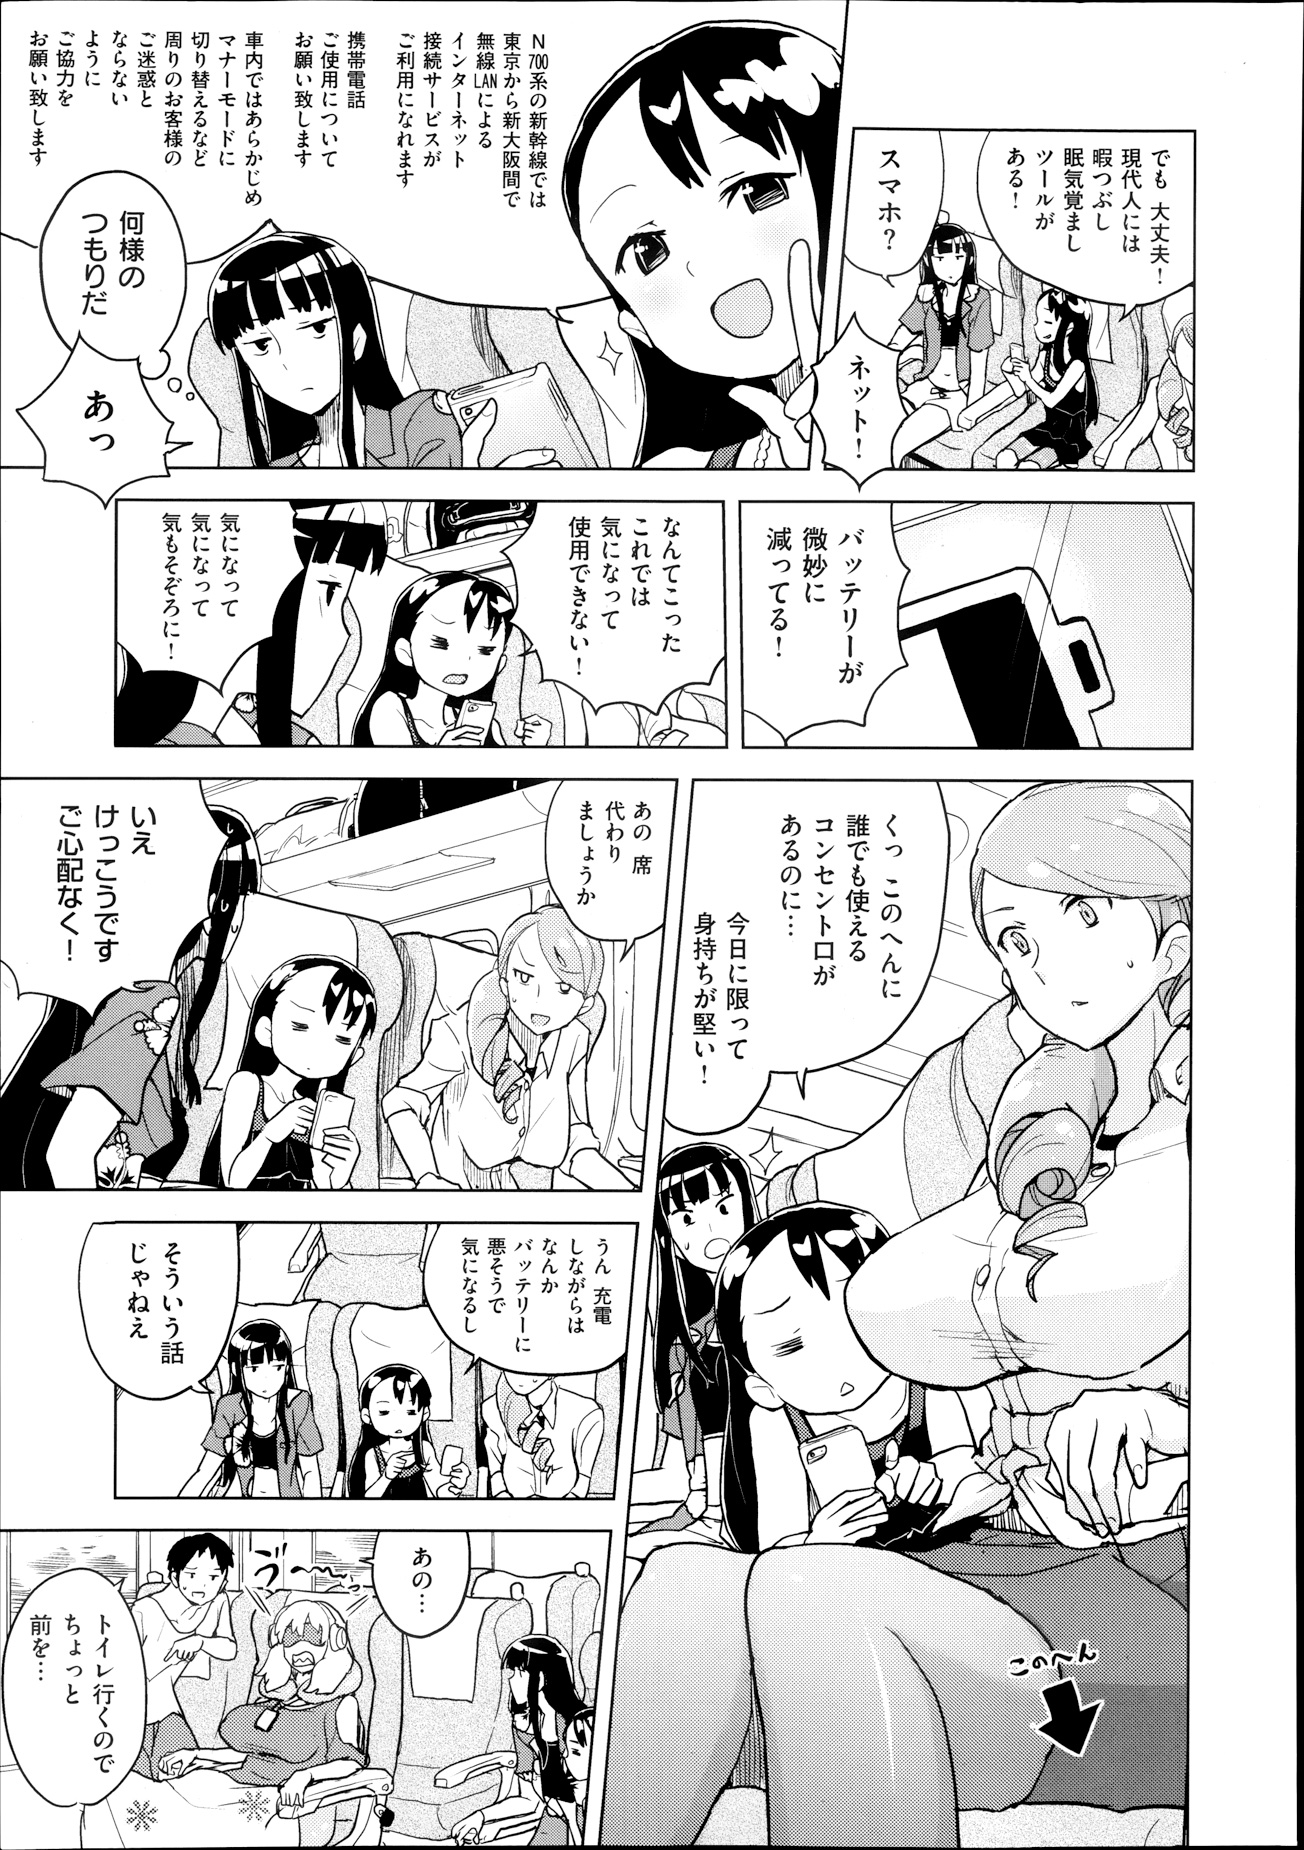 でも 大丈夫！
現代人には
暇つぶし
眠気覚まし
ツールが
ある！
スマホ？
ネット！
N700系の新幹線では
東京から新大阪間で
無線LANによる
インターネット
接続サービスが
ご利用になれます
携帯電話
ご使用について
お願い致します
車内ではあらかじめ
マナーモードに
切り替えるなど
周りのお客様の
ご迷惑と
ならない
ように
ご協力を
お願い致します
何様の
つもりだ
あっ
バッテリーが
微妙に
減ってる！
なんてこった
これでは
気になって
使用できない！
気になって
気になって
気もそぞろに！
くっ このへんに
誰でも使える
コンセント口が
あるのに…
今日に限って
身持ちが堅い！
このへん
あの 席
代わり
ましょうか
いえ
けっこうです
ご心配なく！
うん 充電
しながらは
なんか
バッテリーに
悪そうで
気になるし
そういう話
じゃねえ
あの…
ヴ〜〜
トイレ行くので
ちょっと
前を…